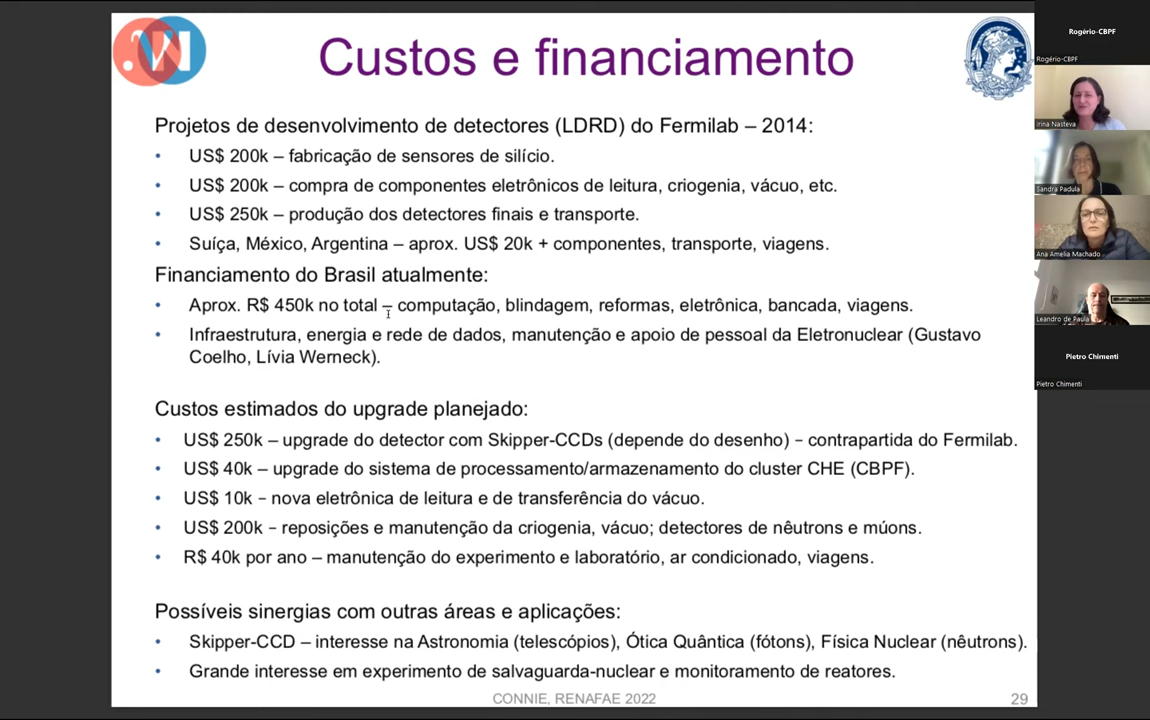 Custos e financiamento
Projetos de desenvolvimento de detectores (LDRD) do Fermilab – 2014:
• US$ 200k – fabricação de sensores de silício.
• US$ 200k – compra de componentes eletrônicos de leitura, criogenia, vácuo, etc.
• US$ 250k – produção dos detectores finais e transporte.
• Suíça, México, Argentina – aprox. US$ 20k + componentes, transporte, viagens.
Financiamento do Brasil atualmente:
• Aprox. R$ 450k no total – computação, blindagem, reformas, eletrônica, bancada, viagens.
• Infraestrutura, energia e rede de dados, manutenção e apoio de pessoal da Eletronuclear (Gustavo
Coelho, Lívia Werneck).
Custos estimados do upgrade planejado:
• US$ 250k – upgrade do detector com Skipper-CCDs (depende do desenho) – contrapartida do Fermilab.
• US$ 40k – upgrade do sistema de processamento/armazenamento do cluster CHE (CBPF).
• US$ 10k – nova eletrônica de leitura e de transferência do vácuo.
• US$ 200k – reposições e manutenção da criogenia, vácuo; detectores de nêutrons e múons.
• R$ 40k por ano – manutenção do experimento e laboratório, ar condicionado, viagens.
Possíveis sinergias com outras áreas e aplicações:
• Skipper-CCD – interesse na Astronomia (telescópios), Ótica Quântica (fótons), Física Nuclear (nêutrons).
• Grande interesse em experimento de salvaguarda-nuclear e monitoramento de reatores.
CONNIE, RENAFAE 2022
29
Rogério-CBPF
Rogério-CBPF
Irina Nasteva
Sandra Padula
Ana Amelia Machado
Leandro de Paula
Pietro Chimenti
Pietro Chimenti